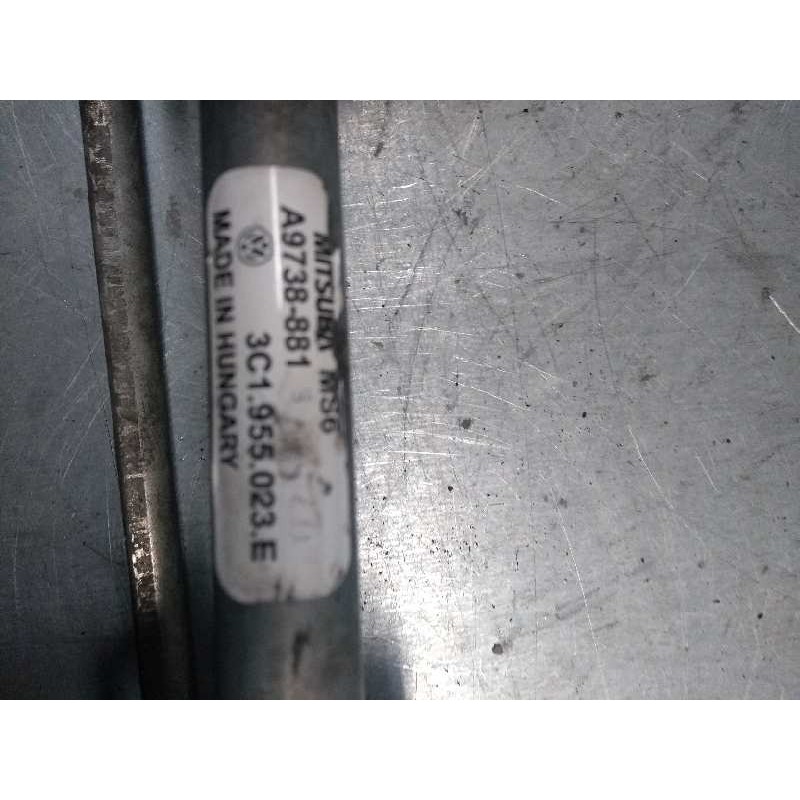 MITSUBA MS6
A9738-881
3C1.955.023.E
MADE IN HUNGARY